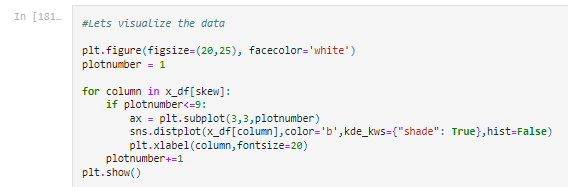 In [181…
#Lets visualize the data
plt.figure(figsize=(20,25), facecolor='white')
plotnumber = 1
for column in x_df[skew]:
    if plotnumber<=9:
        ax = plt.subplot(3,3,plotnumber)
        sns.distplot(x_df[column],color='b',kde_kws={"shade": True},hist=False)
        plt.xlabel(column,fontsize=20)
    plotnumber+=1
plt.show()